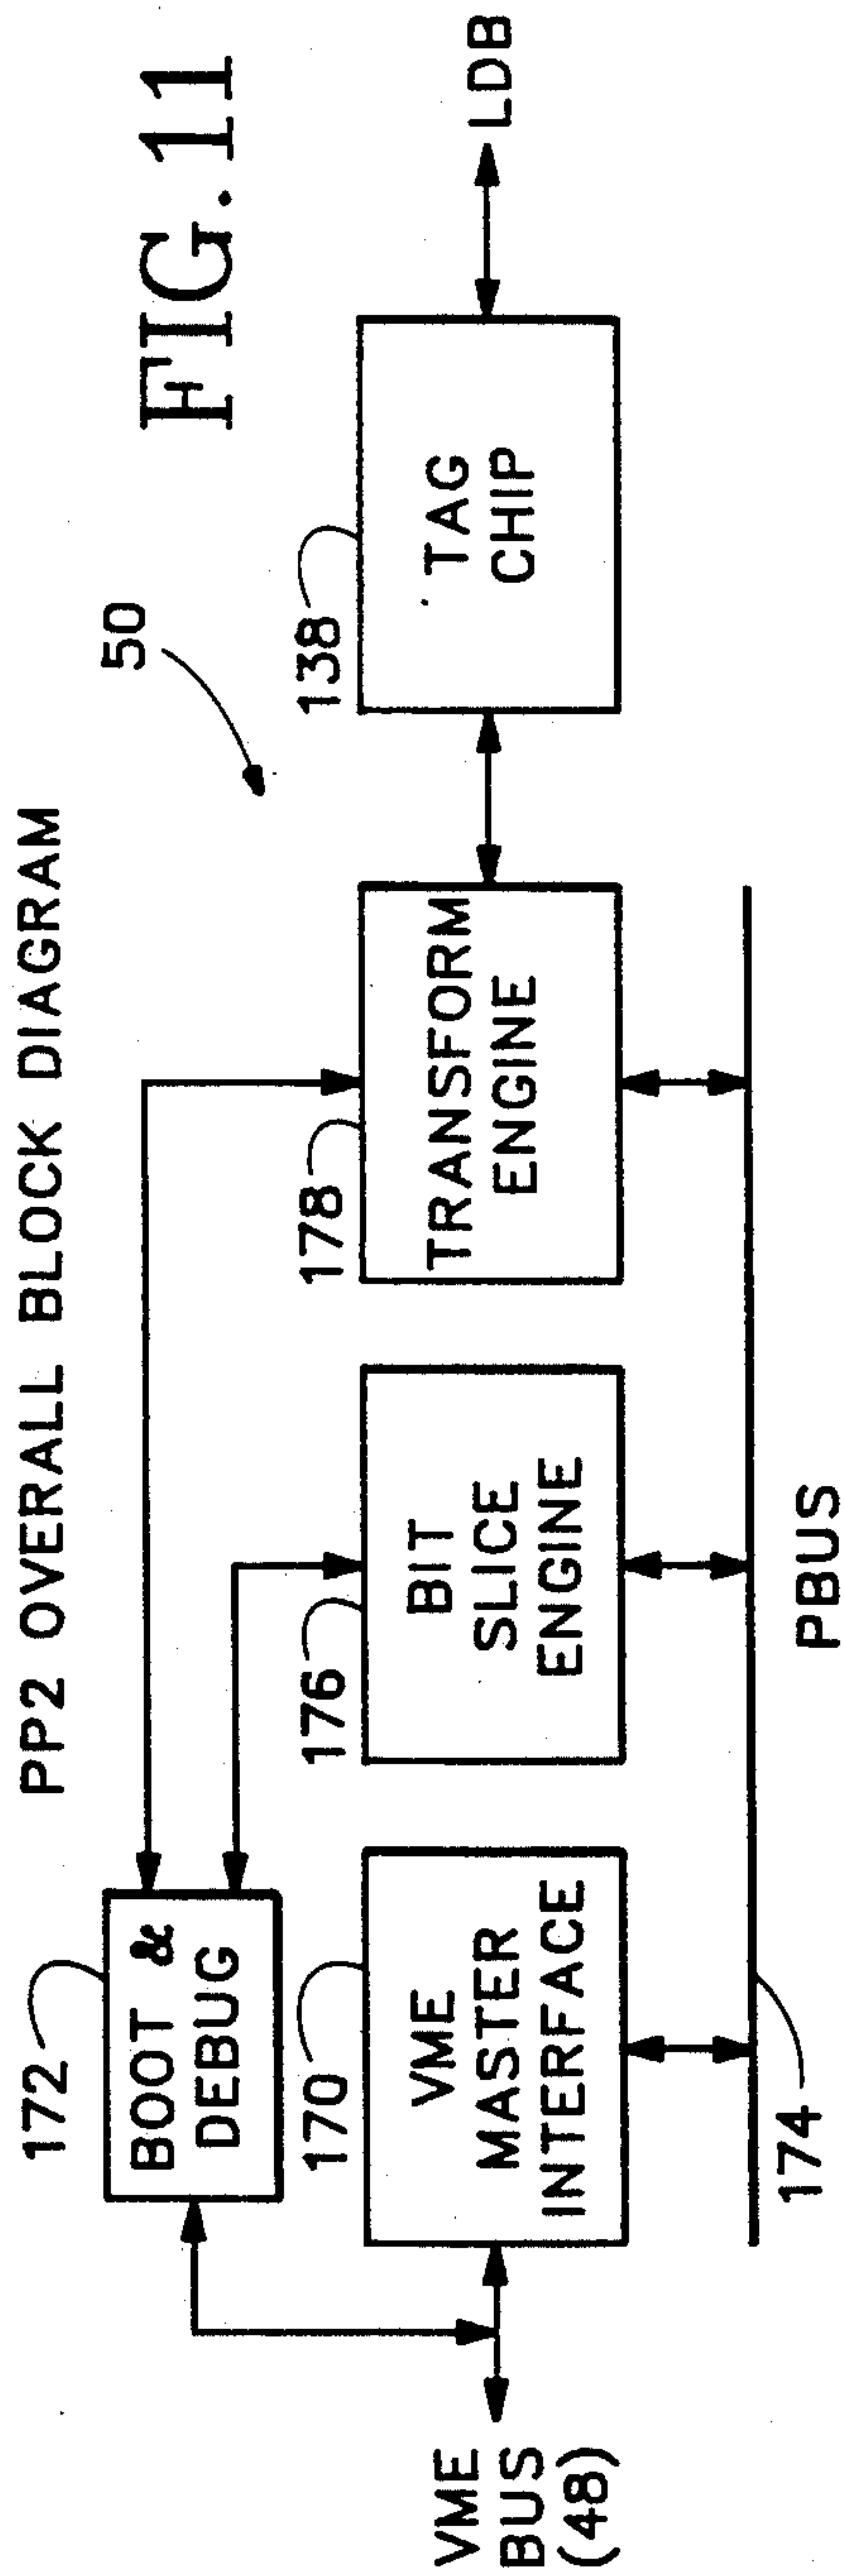 PP2 OVERALL BLOCK DIAGRAM
FIG. 11
50
172
BOOT &
DEBUG
170
VME
MASTER
INTERFACE
176
BIT
SLICE
ENGINE
178
TRANSFORM
ENGINE
138
TAG
CHIP
LDB
VME
BUS
(48)
174
PBUS